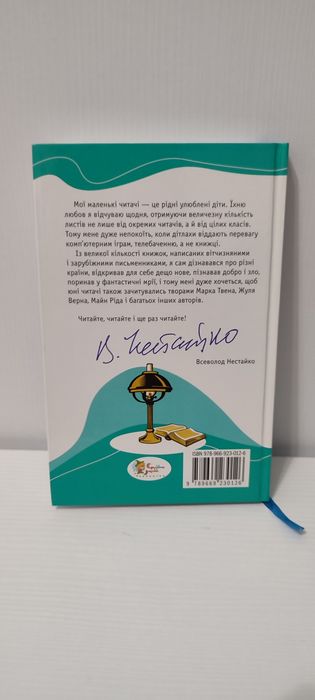 Мої маленькі читачі — це рідні улюблені діти. Їхню
любов я відчуваю щодня, отримуючи величезну кількість
листів не лише від окремих читачів, а й від цілих класів.
Тому мене дуже непокоїть, коли дітлахи віддають перевагу
комп'ютерним іграм, телебаченню, а не книжці.
Із великої кількості книжок, написаних вітчизняними
і зарубіжними письменниками, я сам дізнавався про різні
країни, відкривав для себе дещо нове, пізнавав добро і зло,
поринав у фантастичні мрії, і тому мені дуже хочеться, щоб
юні читачі також зачитувались творами Марка Твена, Жуля
Верна, Майн Ріда і багатьох інших авторів.
Читайте, читайте і ще раз читайте!
В. Нестайко
Всеволод Нестайко
ISBN 978-966-923-012-6
9 789669 230126